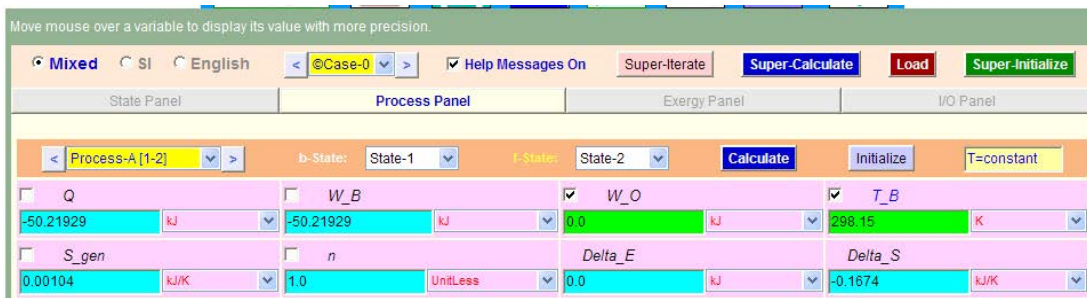 Move mouse over a variable to display its value with more precision.
Mixed SI English < ©Case-0 > Help Messages On Super-Iterate Super-Calculate Load Super-Initialize
State Panel Process Panel Exergy Panel I/O Panel
< Process-A [1-2] > b-State: State-1 f-State: State-2 Calculate Initialize T=constant
Q W_B W_O T_B
-50.21929 kJ -50.21929 kJ 0.0 kJ 298.15 K
S_gen n Delta_E Delta_S
0.00104 kJ/K 1.0 UnitLess 0.0 kJ -0.1674 kJ/K